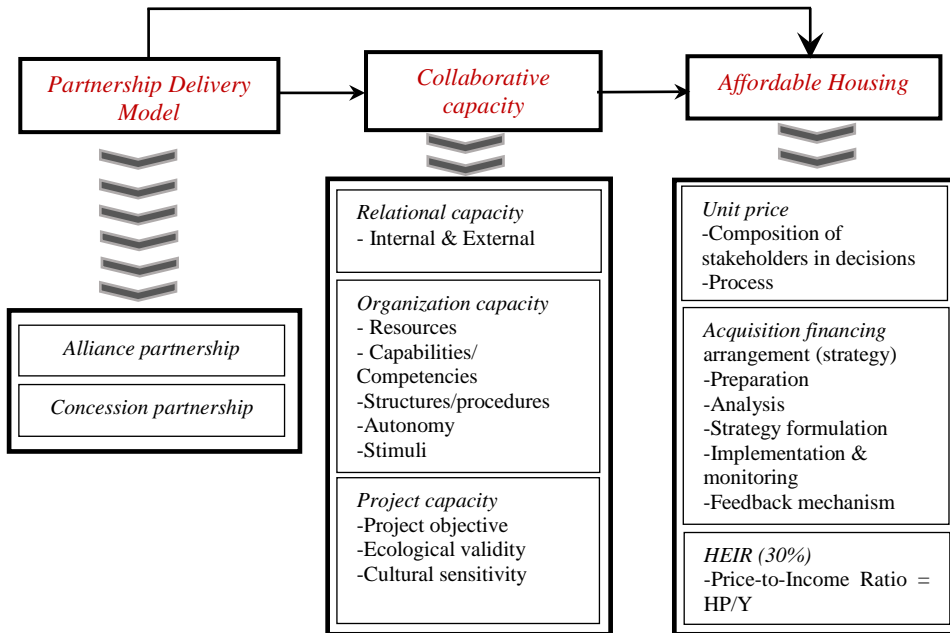 Partnership Delivery
Model
Collaborative
capacity
Affordable Housing
Alliance partnership
Concession partnership
Relational capacity
- Internal & External
Organization capacity
- Resources
- Capabilities/
Competencies
-Structures/procedures
-Autonomy
-Stimuli
Project capacity
-Project objective
-Ecological validity
-Cultural sensitivity
Unit price
-Composition of
stakeholders in decisions
-Process
Acquisition financing
arrangement (strategy)
-Preparation
-Analysis
-Strategy formulation
-Implementation &
monitoring
-Feedback mechanism
HEIR (30%)
-Price-to-Income Ratio =
HP/Y